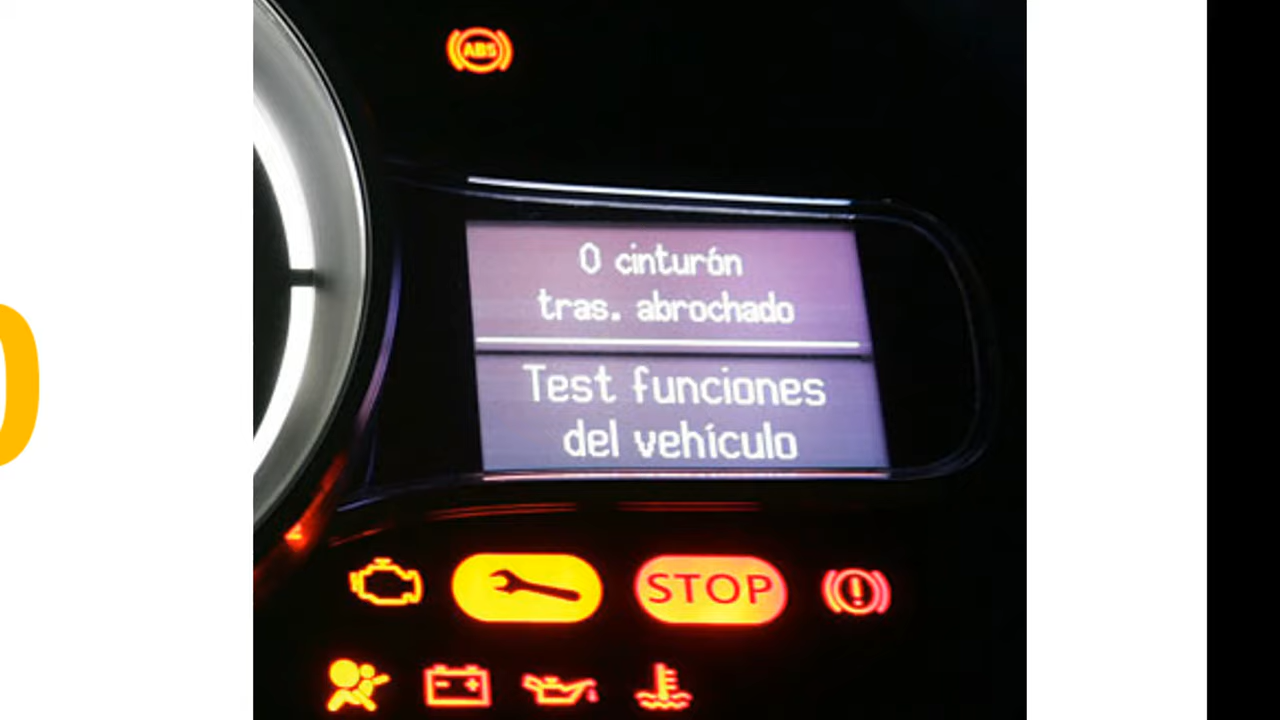 ABS
0 cinturón
tras. abrochado
Test funciones
del vehículo
STOP